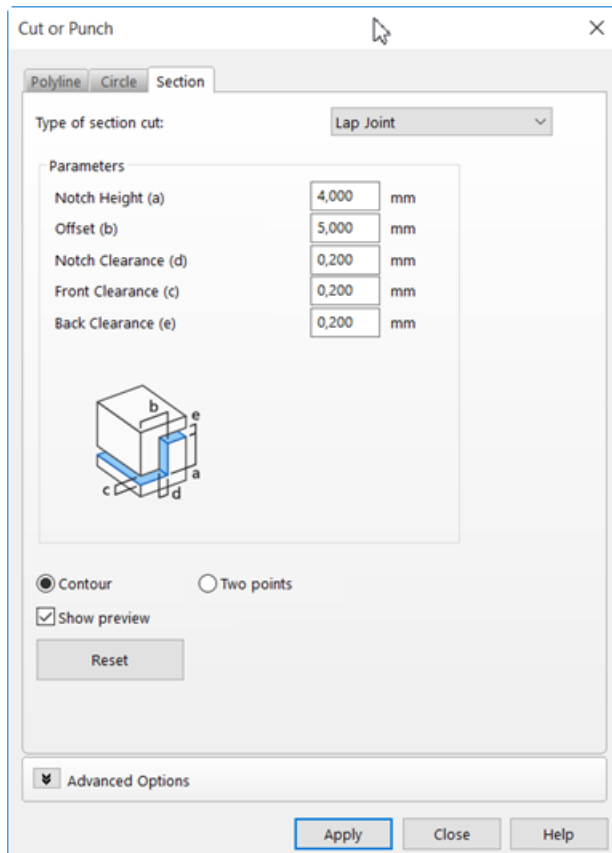 Cut or Punch
Polyline Circle Section
Type of section cut: Lap Joint
Parameters
Notch Height (a) 4,000 mm
Offset (b) 5,000 mm
Notch Clearance (d) 0,200 mm
Front Clearance (c) 0,200 mm
Back Clearance (e) 0,200 mm
b
e
a
c d
Contour Two points
Show preview
Reset
Advanced Options
Apply Close Help